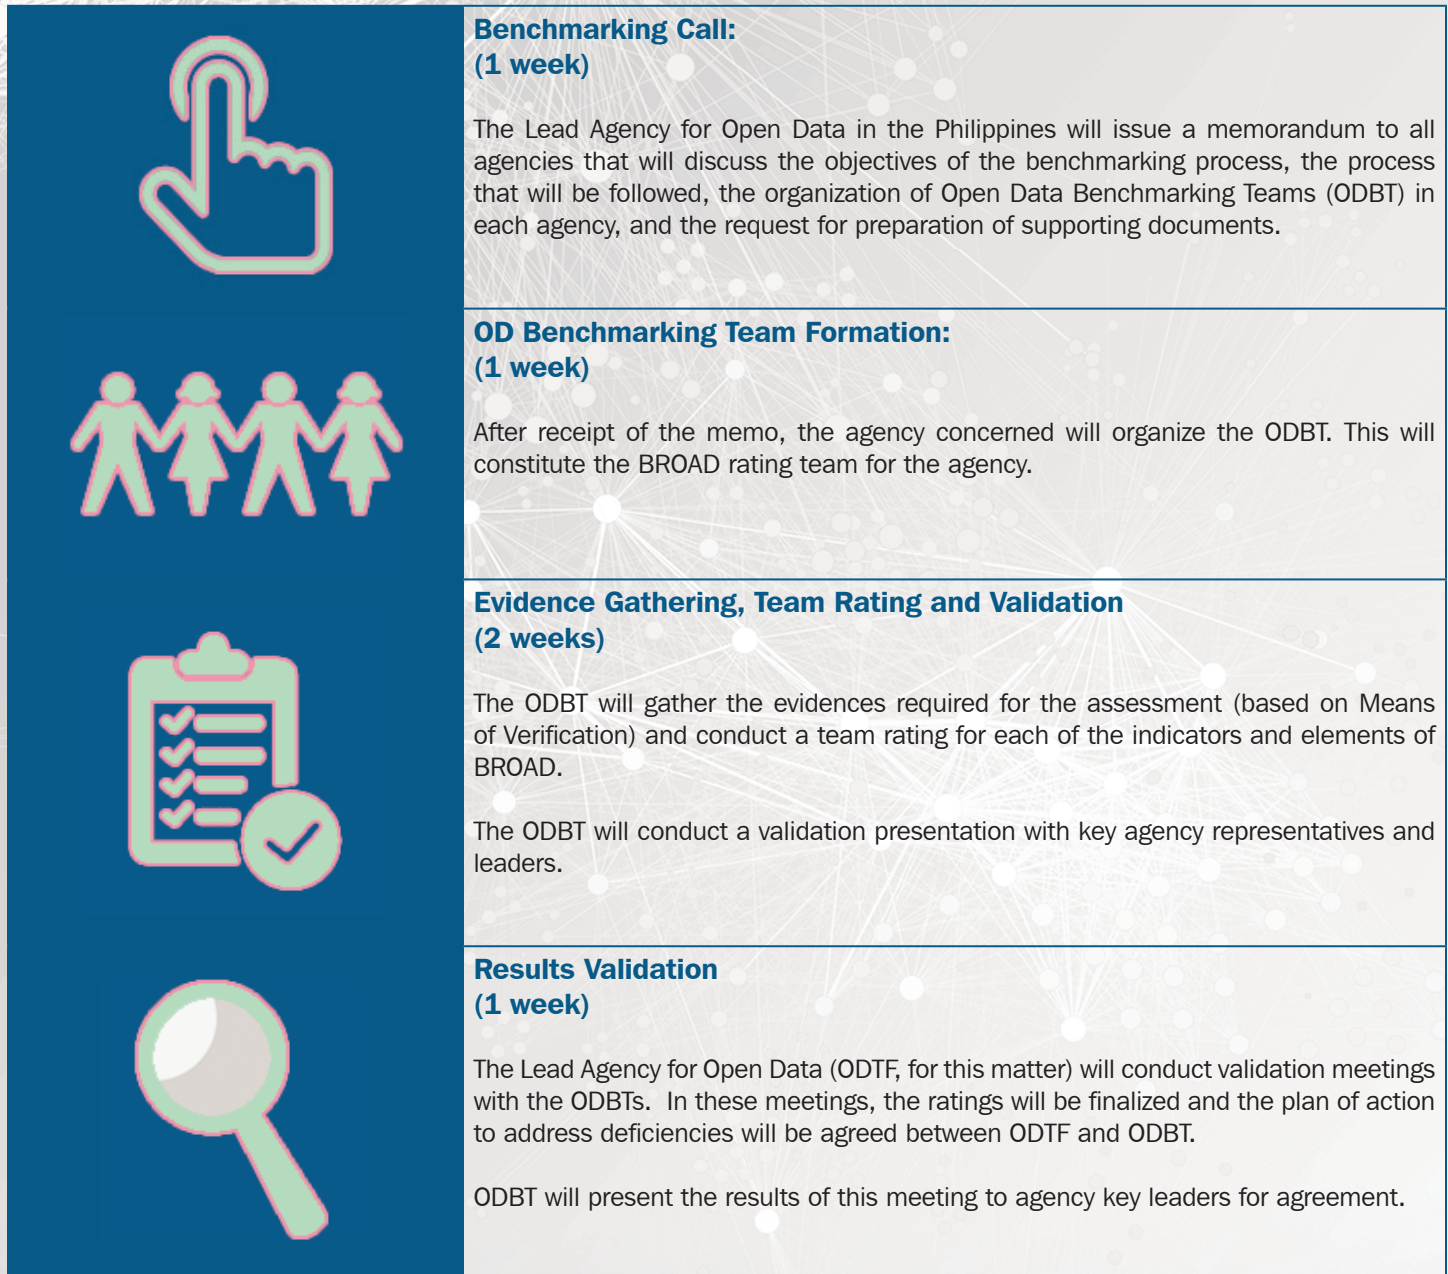 Benchmarking Call:
(1 week)
The Lead Agency for Open Data in the Philippines will issue a memorandum to all
agencies that will discuss the objectives of the benchmarking process, the process
that will be followed, the organization of Open Data Benchmarking Teams (ODBT) in
each agency, and the request for preparation of supporting documents.
OD Benchmarking Team Formation:
(1 week)
After receipt of the memo, the agency concerned will organize the ODBT. This will
constitute the BROAD rating team for the agency.
Evidence Gathering, Team Rating and Validation
(2 weeks)
The ODBT will gather the evidences required for the assessment (based on Means
of Verification) and conduct a team rating for each of the indicators and elements of
BROAD.
The ODBT will conduct a validation presentation with key agency representatives and
leaders.
Results Validation
(1 week)
The Lead Agency for Open Data (ODTF, for this matter) will conduct validation meetings
with the ODBTs. In these meetings, the ratings will be finalized and the plan of action
to address deficiencies will be agreed between ODTF and ODBT.
ODBT will present the results of this meeting to agency key leaders for agreement.